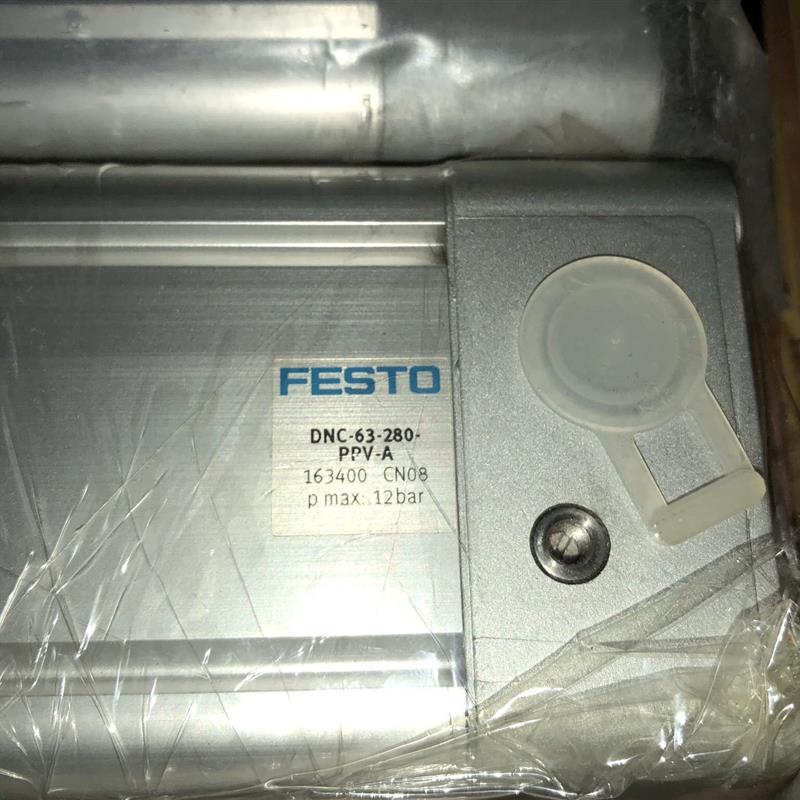 FESTO
DNC-63-280-
PPV-A
163400 CN08
p max: 12bar